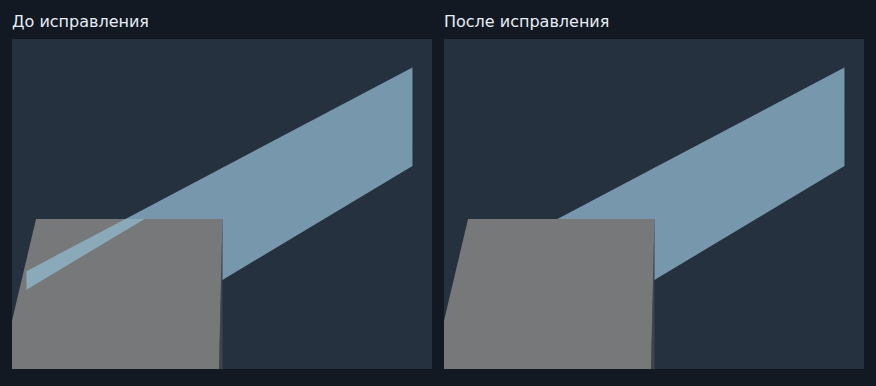 До исправления
После исправления